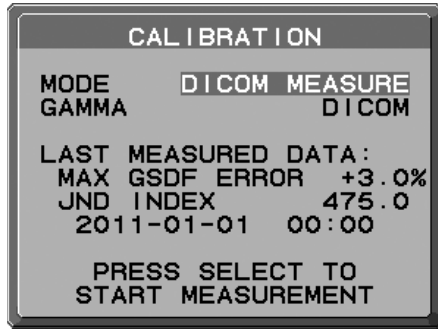 CALIBRATION
MODE DICOM MEASURE
GAMMA DICOM
LAST MEASURED DATA:
MAX GSDF ERROR +3.0%
JND INDEX 475.0
2011-01-01 00:00
PRESS SELECT TO
START MEASUREMENT